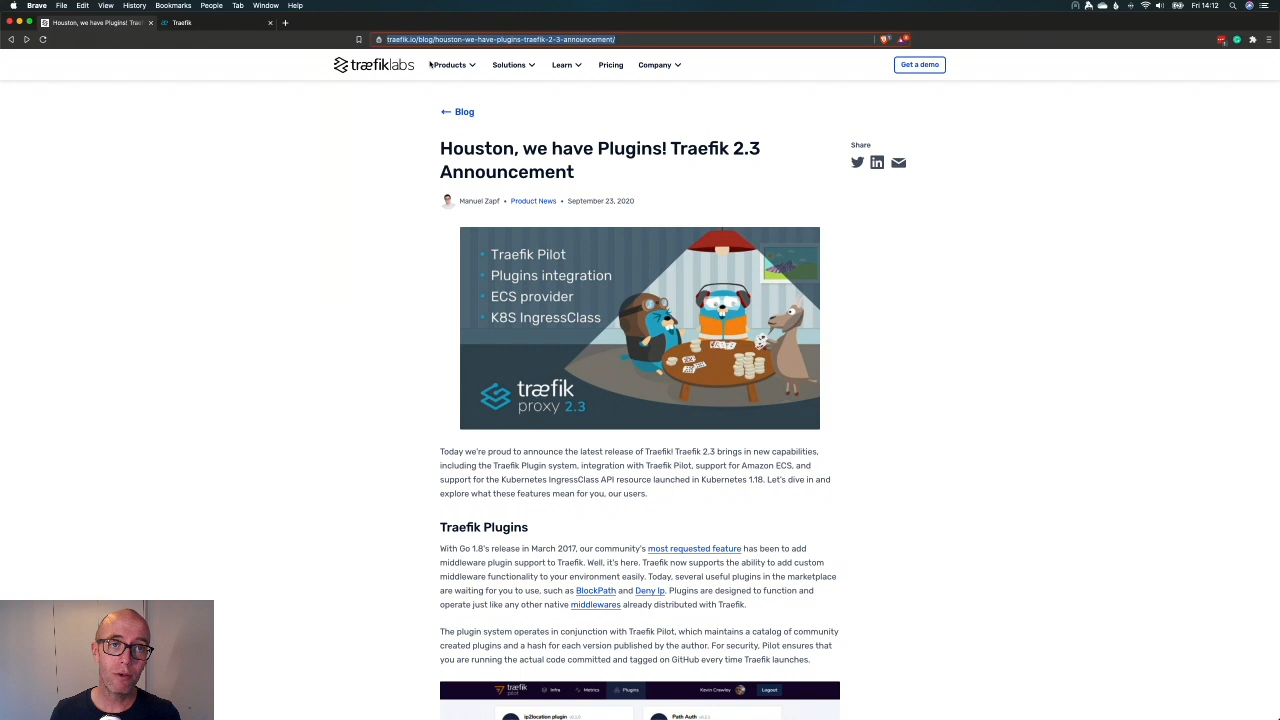 Brave File Edit View History Bookmarks People Tab Window Help
Fri 14:12
Houston, we have Plugins! Traefik
Traefik
traefik.io/blog/houston-we-have-plugins-traefik-2-3-announcement/
træfiklabs Products Solutions Learn Pricing Company Get a demo
← Blog
Houston, we have Plugins! Traefik 2.3
Announcement
Share
Manuel Zapf • Product News • September 23, 2020
• Traefik Pilot
• Plugins integration
• ECS provider
• K8S IngressClass
træfik
proxy 2.3
Today we're proud to announce the latest release of Traefik! Traefik 2.3 brings in new capabilities,
including the Traefik Plugin system, integration with Traefik Pilot, support for Amazon ECS, and
support for the Kubernetes IngressClass API resource launched in Kubernetes 1.18. Let's dive in and
explore what these features mean for you, our users.
Traefik Plugins
With Go 1.8's release in March 2017, our community's most requested feature has been to add
middleware plugin support to Traefik. Well, it's here. Traefik now supports the ability to add custom
middleware functionality to your environment easily. Today, several useful plugins in the marketplace
are waiting for you to use, such as BlockPath and Deny Ip. Plugins are designed to function and
operate just like any other native middlewares already distributed with Traefik.
The plugin system operates in conjunction with Traefik Pilot, which maintains a catalog of community
created plugins and a hash for each version published by the author. For security, Pilot ensures that
you are running the actual code committed and tagged on GitHub every time Traefik launches.
træfik
pilot
Infra Metrics Plugins Kevin Crawley Logout
ip2location plugin
Path Auth